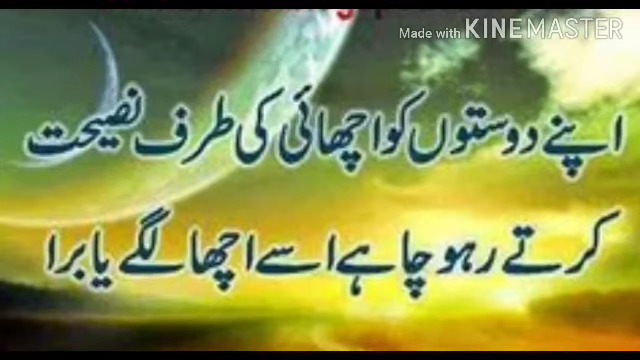 Made with KINEMASTER
اپنے دوستوں کو اچھائی کی طرف نصیحت
کرتے رہو چاہے اسے اچھا لگے یا برا